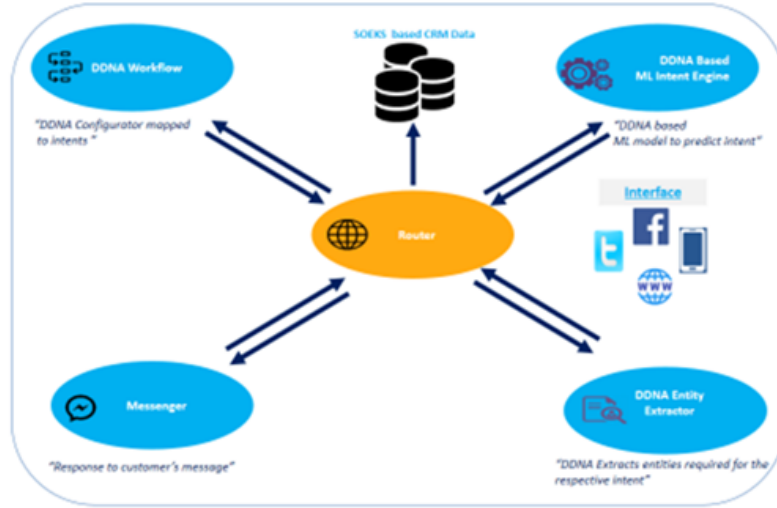 SOEKS based CRM Data
DDNA Workflow
DDNA Based
ML Intent Engine
"DDNA Configurator mapped
to intents "
"DDNA based
ML model to predict intent"
Interface
Router
WWW
Messenger
DDNA Entity
Extractor
"Response to customer's message"
"DDNA Extracts entities required for the
respective intent"